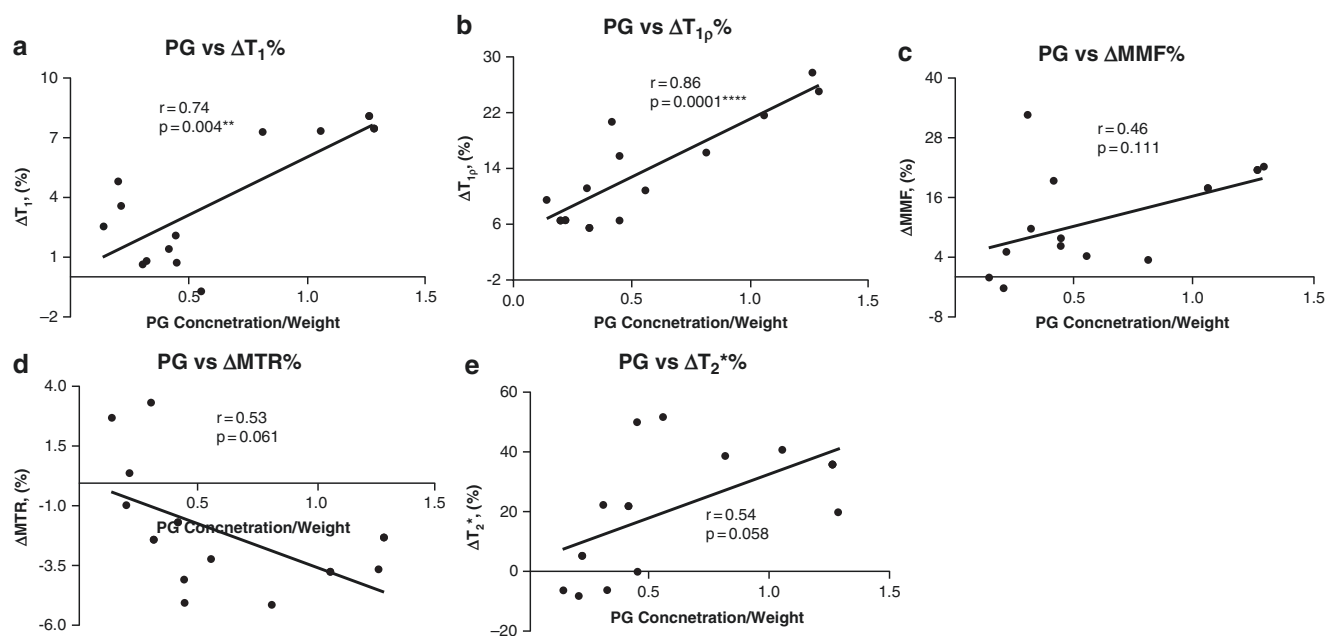 a
PG vs ΔT₁%
10
7
4
1
–2
0.5
1.0
1.5
ΔT₁, (%)
r=0.74
p=0.004**
PG Concnetration/Weight
b
PG vs ΔT₁ρ%
30
22
14
6
-2
0.0
0.5
1.0
1.5
ΔT₁ρ, (%)
r=0.86
p=0.0001****
PG Concnetration/Weight
c
PG vs ΔMMF%
40
28
16
4
-8
0.5
1.0
1.5
ΔMMF, (%)
r=0.46
p=0.111
PG Concnetration/Weight
d
PG vs ΔMTR%
4.0
1.5
-1.0
-3.5
-6.0
0.5
1.0
1.5
ΔMTR, (%)
r=0.53
p=0.061
PG Concnetration/Weight
e
PG vs ΔT₂*%
60
40
20
0
–20
0.5
1.0
1.5
ΔT₂*, (%)
r=0.54
p=0.058
PG Concnetration/Weight